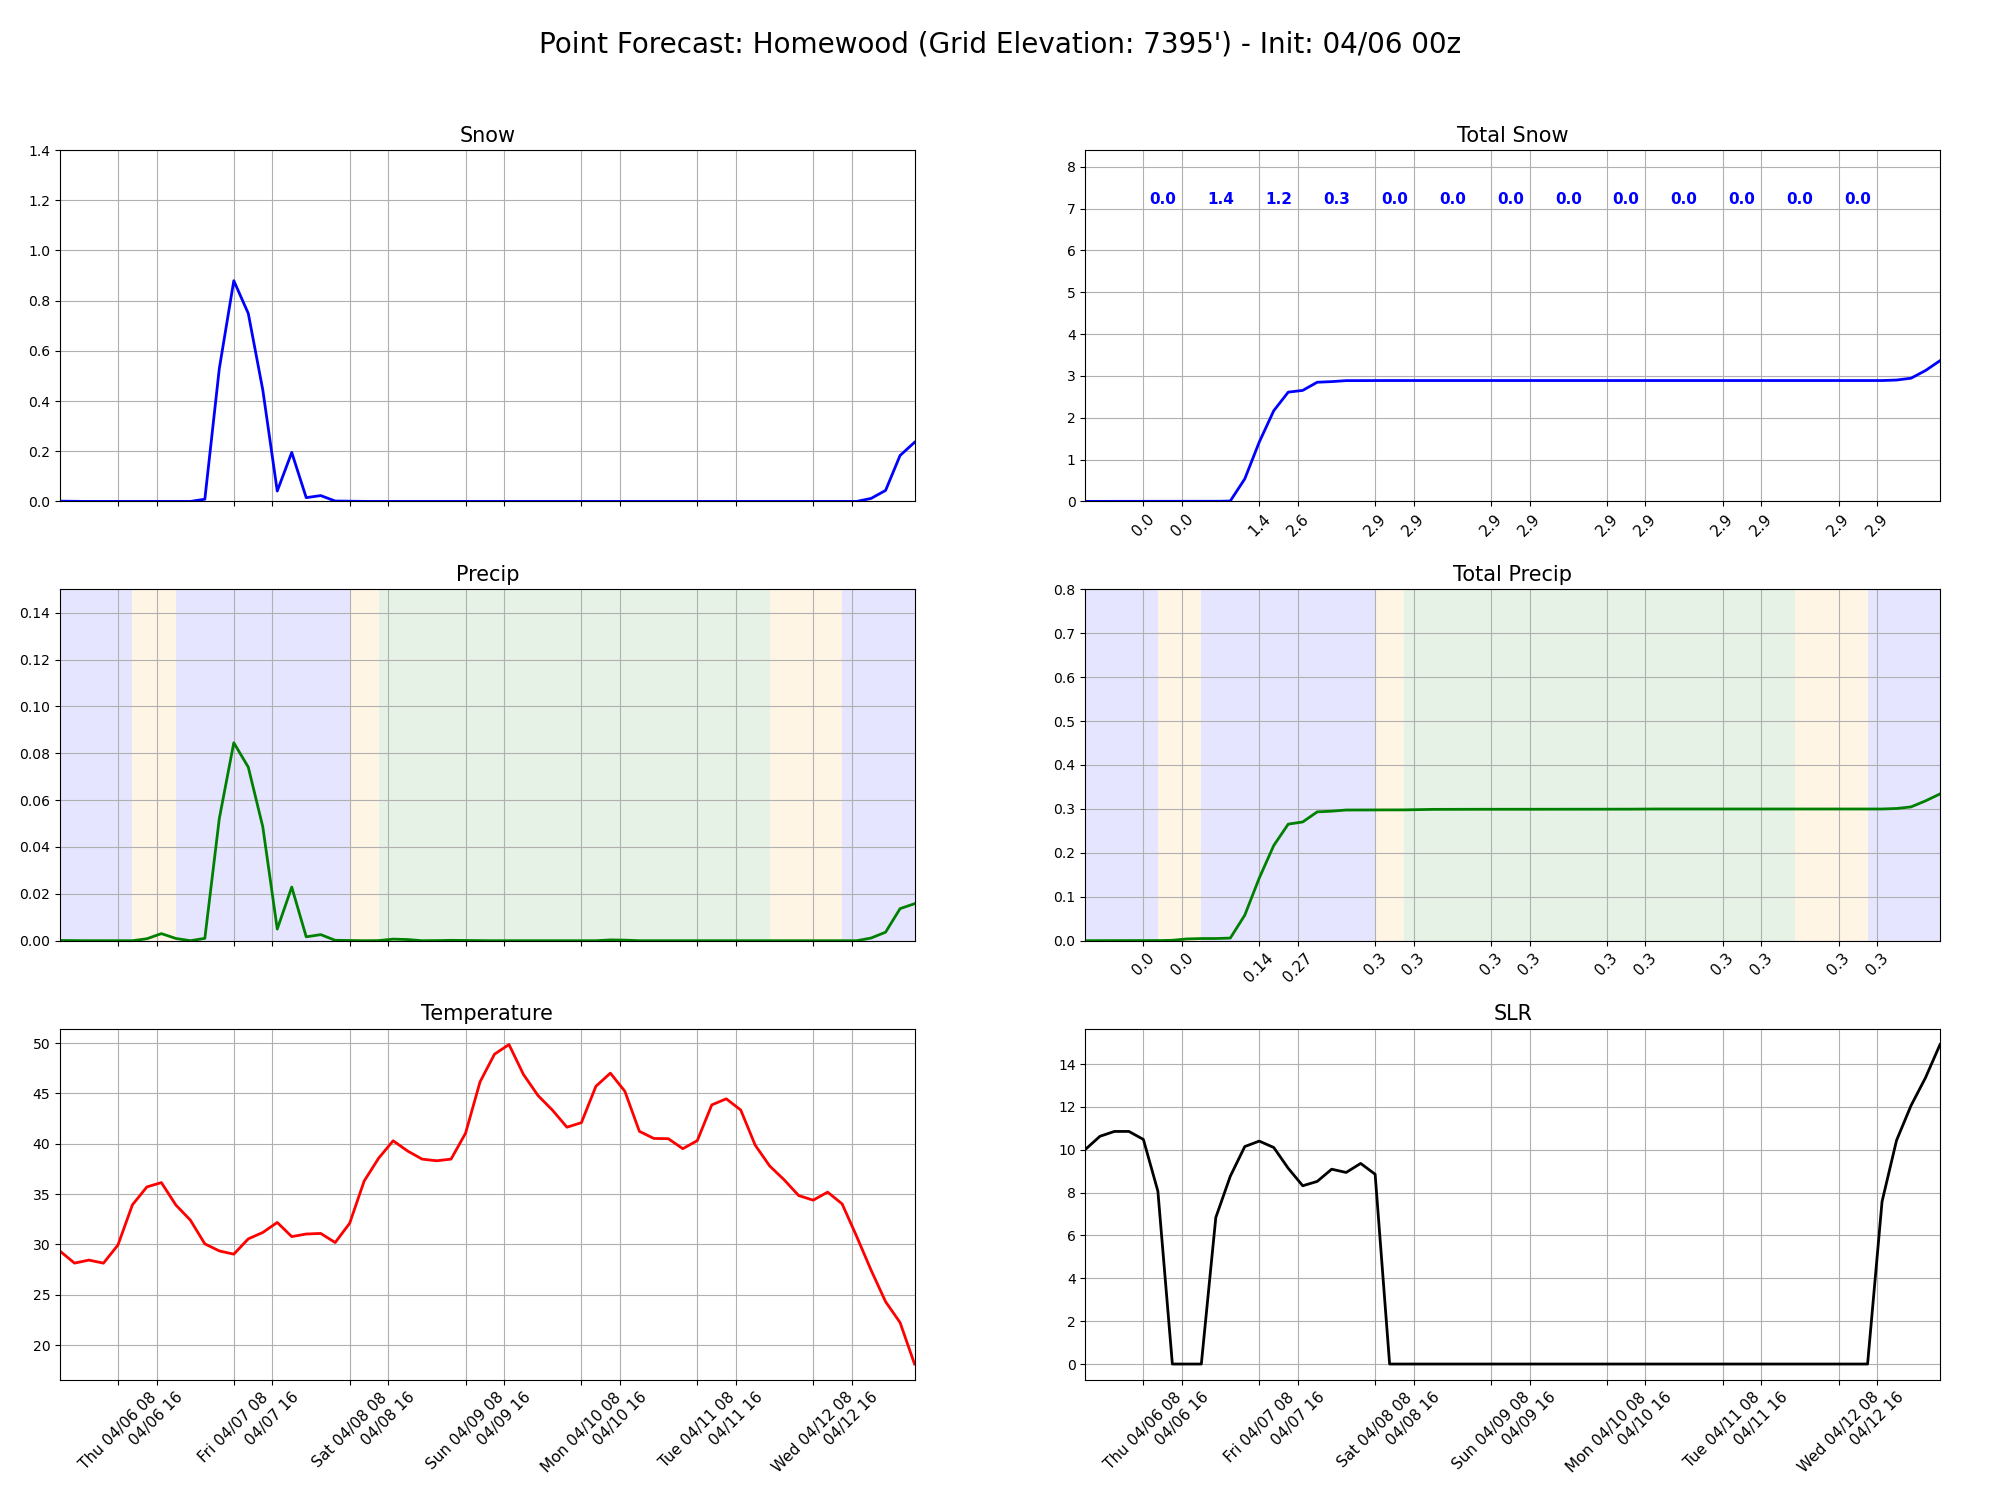 Point Forecast: Homewood (Grid Elevation: 7395') - Init: 04/06 00z
Snow
1.4
1.2
1.0
0.8
0.6
0.4
0.2
0.0
Total Snow
8
7
6
5
4
3
2
1
0
0.0 1.4 1.2 0.3 0.0 0.0 0.0 0.0 0.0 0.0 0.0 0.0 0.0
0.0 0.0 1.4 2.6 2.9 2.9 2.9 2.9 2.9 2.9 2.9 2.9 2.9 2.9
Precip
0.14
0.12
0.10
0.08
0.06
0.04
0.02
0.00
Total Precip
0.8
0.7
0.6
0.5
0.4
0.3
0.2
0.1
0.0
0.0 0.0 0.14 0.27 0.3 0.3 0.3 0.3 0.3 0.3 0.3 0.3 0.3 0.3
Temperature
50
45
40
35
30
25
20
Thu 04/06 08
04/06 16
Fri 04/07 08
04/07 16
Sat 04/08 08
04/08 16
Sun 04/09 08
04/09 16
Mon 04/10 08
04/10 16
Tue 04/11 08
04/11 16
Wed 04/12 08
04/12 16
SLR
14
12
10
8
6
4
2
0
Thu 04/06 08
04/06 16
Fri 04/07 08
04/07 16
Sat 04/08 08
04/08 16
Sun 04/09 08
04/09 16
Mon 04/10 08
04/10 16
Tue 04/11 08
04/11 16
Wed 04/12 08
04/12 16